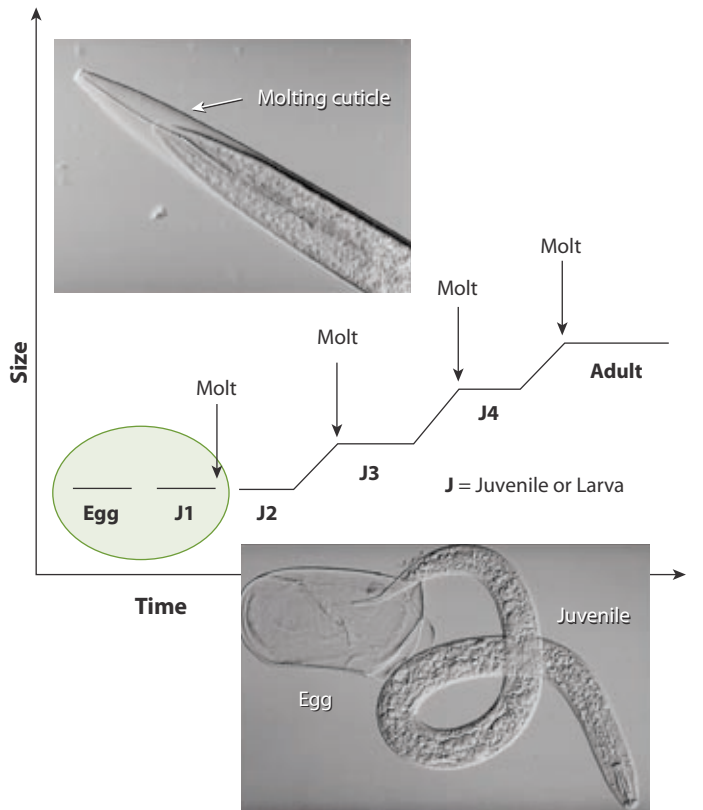 Molting cuticle
Molt
Molt
Molt
Molt
Size
Adult
J4
J3
J = Juvenile or Larva
Egg J1 J2
Time
Juvenile
Egg